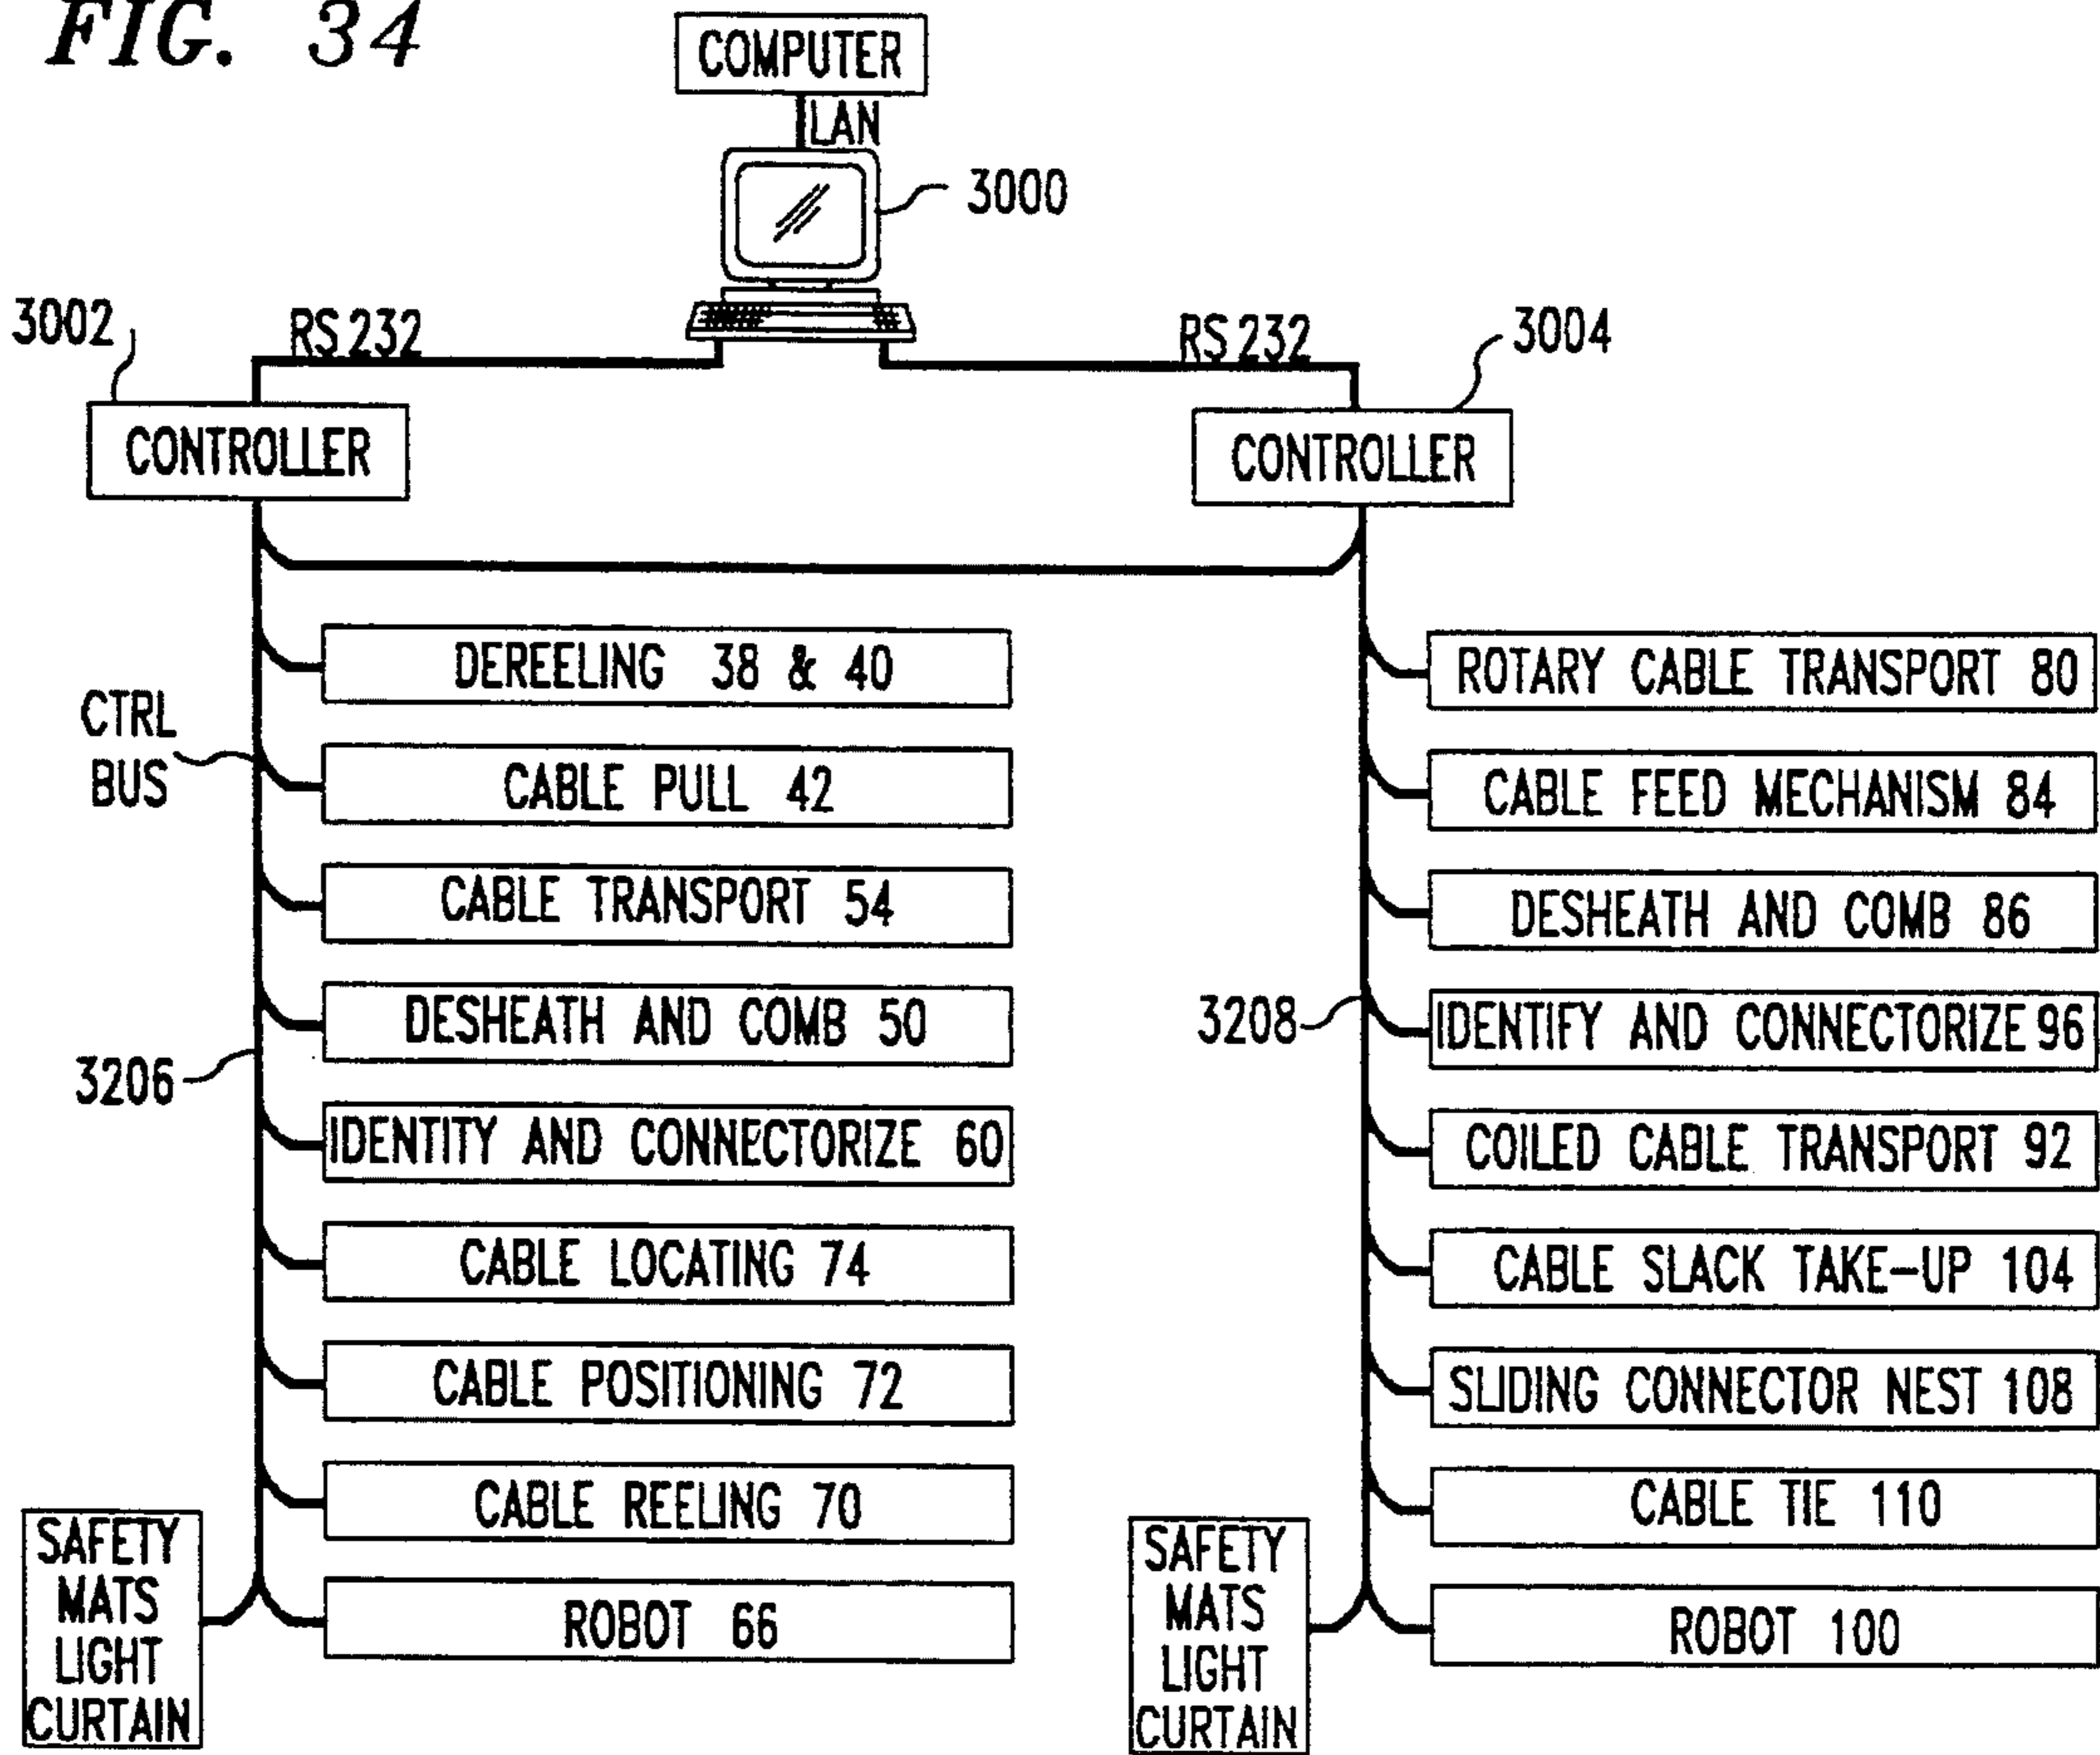 FIG. 34
COMPUTER
LAN
3000
3002
RS 232
RS 232
3004
CONTROLLER
CONTROLLER
CTRL
BUS
3206
DEREELING 38 & 40
CABLE PULL 42
CABLE TRANSPORT 54
DESHEATH AND COMB 50
IDENTITY AND CONNECTORIZE 60
CABLE LOCATING 74
CABLE POSITIONING 72
CABLE REELING 70
ROBOT 66
SAFETY
MATS
LIGHT
CURTAIN
3208
ROTARY CABLE TRANSPORT 80
CABLE FEED MECHANISM 84
DESHEATH AND COMB 86
IDENTIFY AND CONNECTORIZE 96
COILED CABLE TRANSPORT 92
CABLE SLACK TAKE-UP 104
SLIDING CONNECTOR NEST 108
CABLE TIE 110
ROBOT 100
SAFETY
MATS
LIGHT
CURTAIN